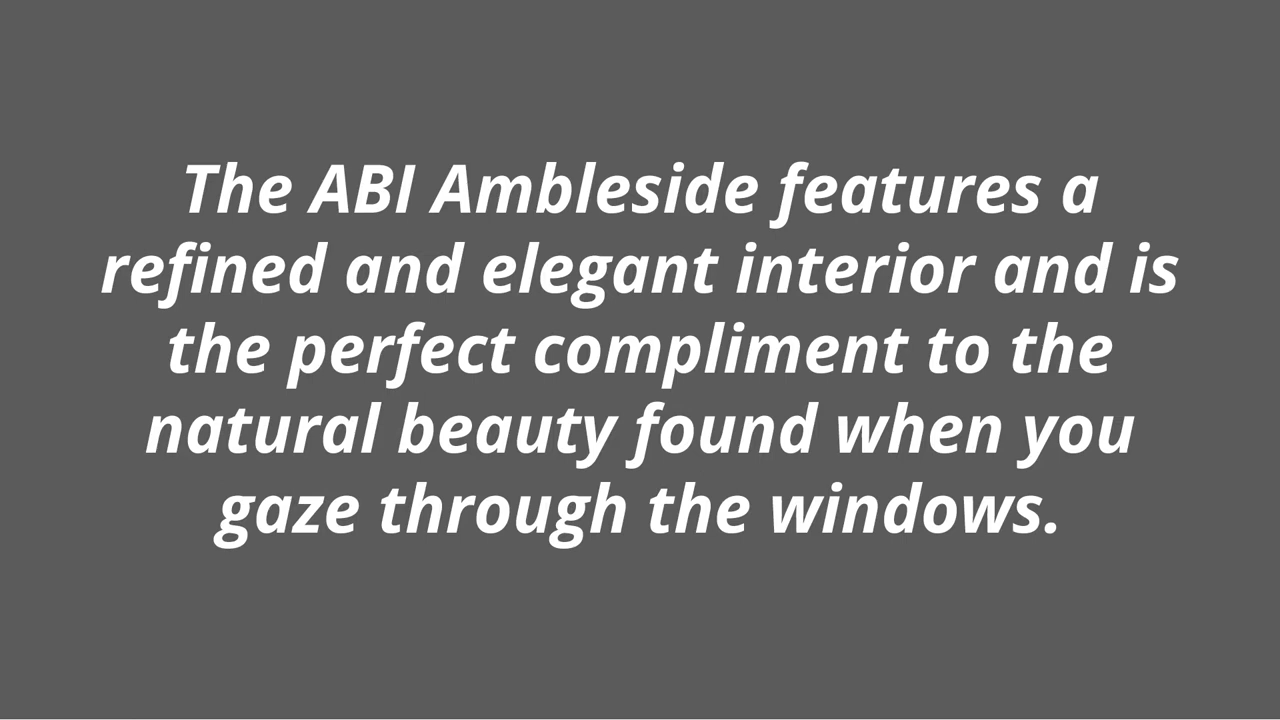 The ABI Ambleside features a
refined and elegant interior and is
the perfect compliment to the
natural beauty found when you
gaze through the windows.